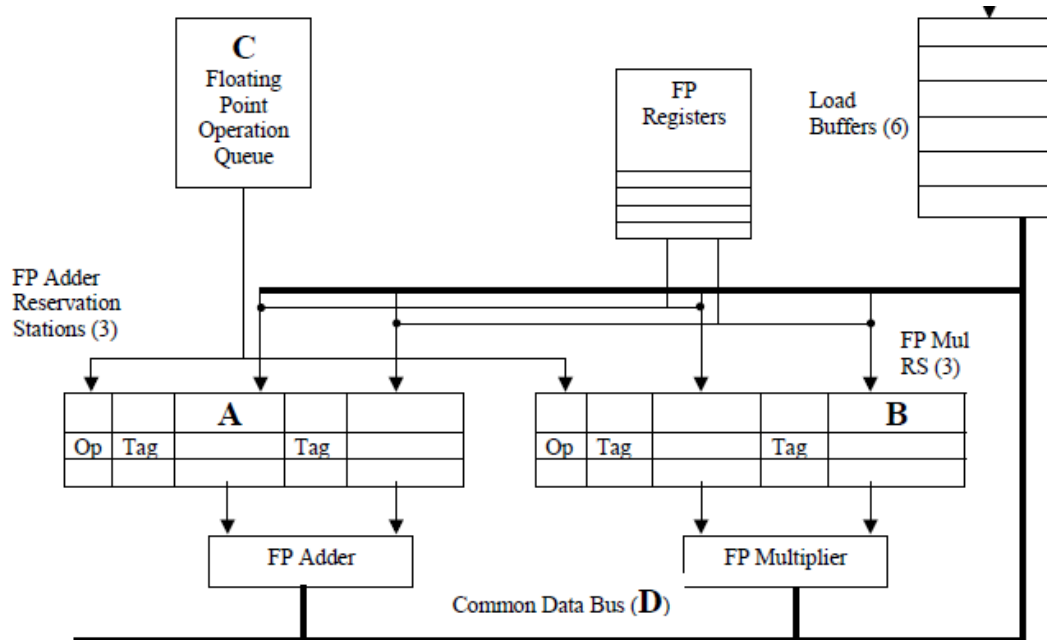 C
Floating
Point
Operation
Queue
FP
Registers
Load
Buffers (6)
FP Adder
Reservation
Stations (3)
FP Mul
RS (3)
A
B
Op Tag Tag
Op Tag Tag
FP Adder
FP Multiplier
Common Data Bus (D)